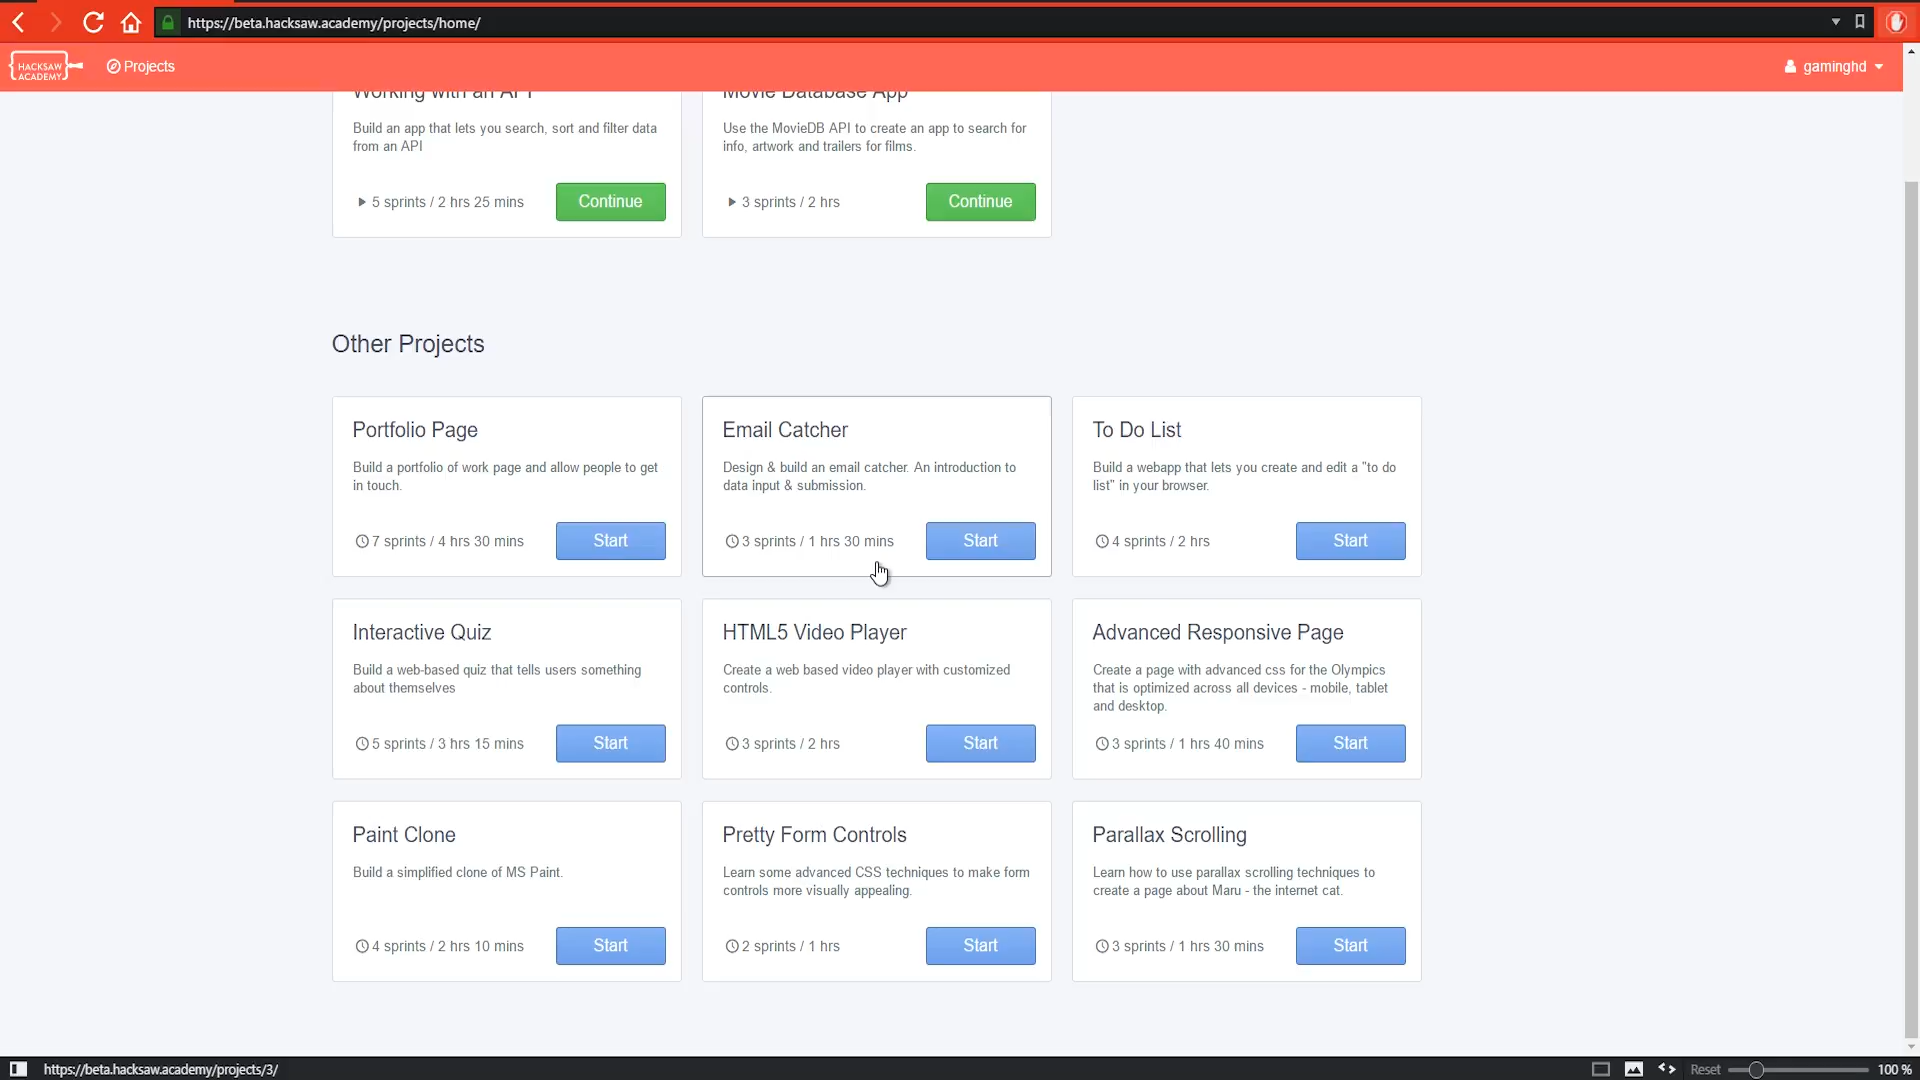 https://beta.hacksaw.academy/projects/home/
HACKSAW
ACADEMY
Projects
gaminghd
Working with an API
Movie Database App
Build an app that lets you search, sort and filter data
from an API
Use the MovieDB API to create an app to search for
info, artwork and trailers for films.
5 sprints / 2 hrs 25 mins
Continue
3 sprints / 2 hrs
Continue
Other Projects
Portfolio Page
Build a portfolio of work page and allow people to get
in touch.
7 sprints / 4 hrs 30 mins
Start
Email Catcher
Design & build an email catcher. An introduction to
data input & submission.
3 sprints / 1 hrs 30 mins
Start
To Do List
Build a webapp that lets you create and edit a "to do
list" in your browser.
4 sprints / 2 hrs
Start
Interactive Quiz
Build a web-based quiz that tells users something
about themselves
5 sprints / 3 hrs 15 mins
Start
HTML5 Video Player
Create a web based video player with customized
controls.
3 sprints / 2 hrs
Start
Advanced Responsive Page
Create a page with advanced css for the Olympics
that is optimized across all devices - mobile, tablet
and desktop.
3 sprints / 1 hrs 40 mins
Start
Paint Clone
Build a simplified clone of MS Paint.
4 sprints / 2 hrs 10 mins
Start
Pretty Form Controls
Learn some advanced CSS techniques to make form
controls more visually appealing.
2 sprints / 1 hrs
Start
Parallax Scrolling
Learn how to use parallax scrolling techniques to
create a page about Maru - the internet cat.
3 sprints / 1 hrs 30 mins
Start
https://beta.hacksaw.academy/projects/3/
Reset
100 %